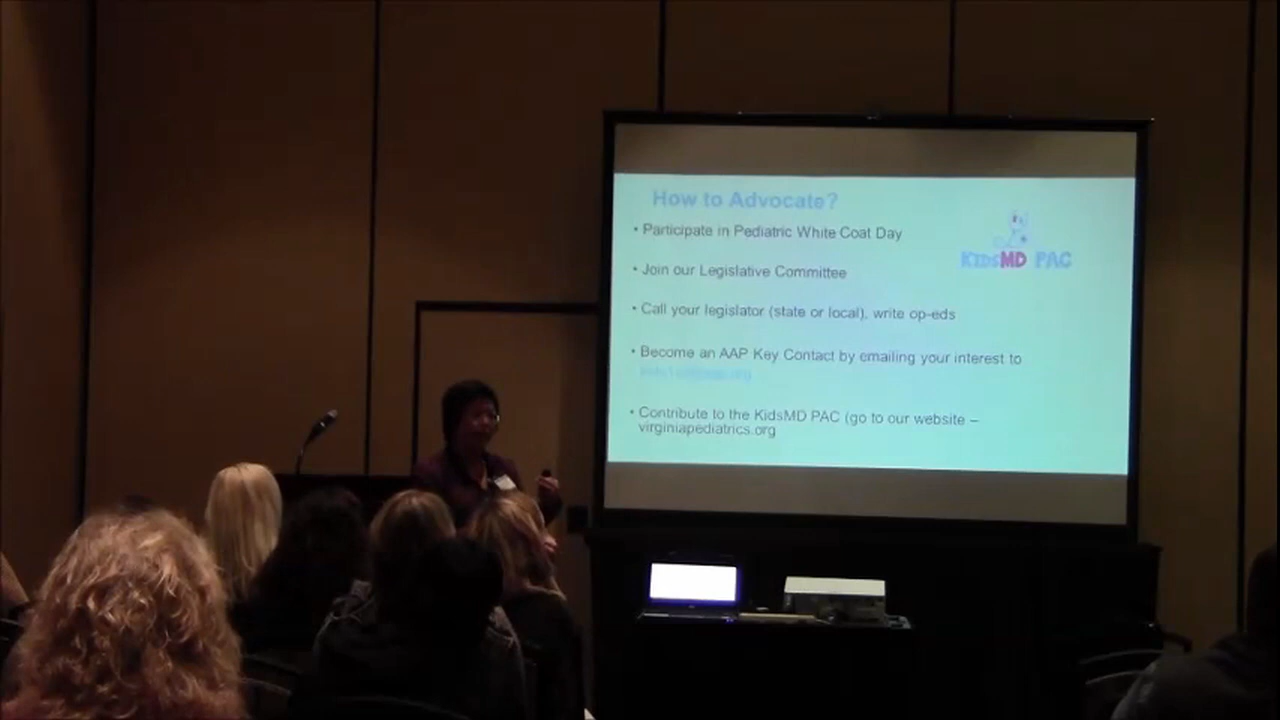 How to Advocate?
• Participate in Pediatric White Coat Day
KIDSMD PAC
• Join our Legislative Committee
• Call your legislator (state or local), write op-eds
• Become an AAP Key Contact by emailing your interest to
• Contribute to the KidsMD PAC (go to our website –
virginiapediatrics.org